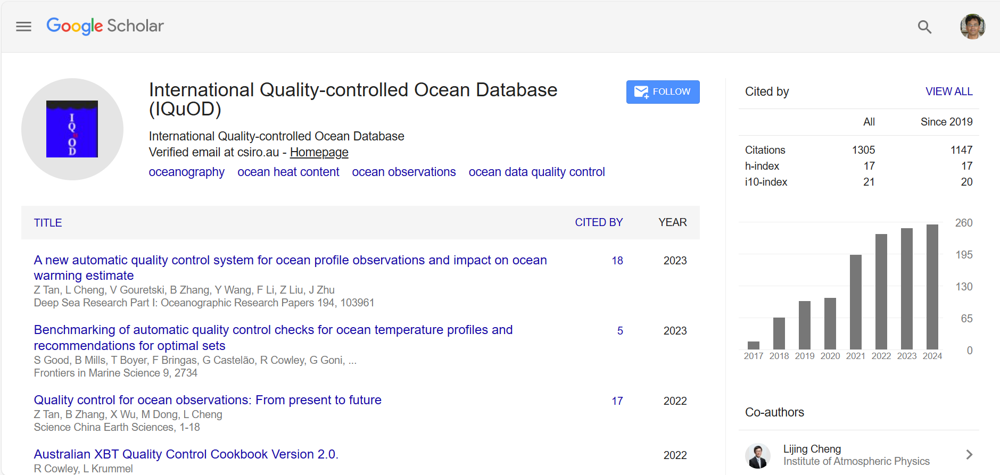 Google Scholar
IQuOD
International Quality-controlled Ocean Database
(IQuOD)
FOLLOW
International Quality-controlled Ocean Database
Verified email at csiro.au - Homepage
oceanography ocean heat content ocean observations ocean data quality control
TITLE CITED BY YEAR
A new automatic quality control system for ocean profile observations and impact on ocean 18 2023
warming estimate
Z Tan, L Cheng, V Gouretski, B Zhang, Y Wang, F Li, Z Liu, J Zhu
Deep Sea Research Part I: Oceanographic Research Papers 194, 103961
Benchmarking of automatic quality control checks for ocean temperature profiles and 5 2023
recommendations for optimal sets
S Good, B Mills, T Boyer, F Bringas, G Castelão, R Cowley, G Goni, ...
Frontiers in Marine Science 9, 2734
Quality control for ocean observations: From present to future 17 2022
Z Tan, B Zhang, X Wu, M Dong, L Cheng
Science China Earth Sciences, 1-18
Australian XBT Quality Control Cookbook Version 2.0. 2022
R Cowley, L Krummel
Cited by VIEW ALL
All Since 2019
Citations 1305 1147
h-index 17 17
i10-index 21 20
260
195
130
65
0
2017 2018 2019 2020 2021 2022 2023 2024
Co-authors
Lijing Cheng
Institute of Atmospheric Physics